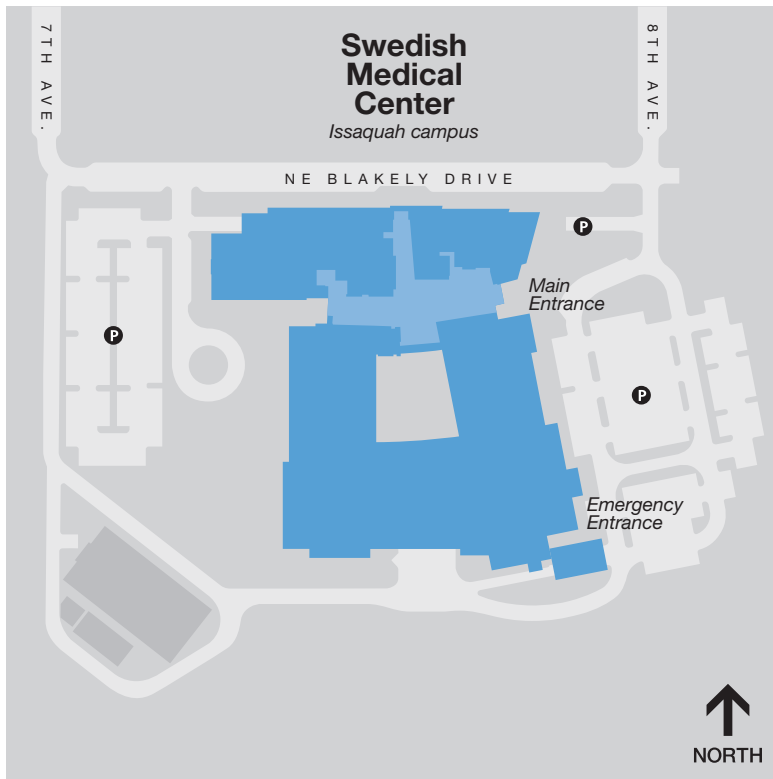 7TH AVE.
8TH AVE.
Swedish
Medical
Center
Issaquah campus
NE BLAKELY DRIVE
P
Main
Entrance
P
P
Emergency
Entrance
NORTH